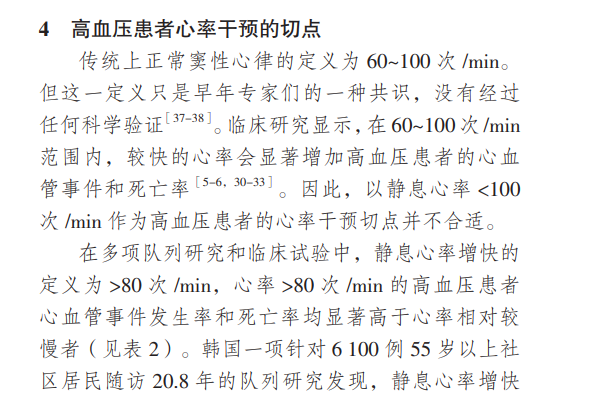 4 高血压患者心率干预的切点
传统上正常窦性心律的定义为 60~100 次 /min。
但这一定义只是早年专家们的一种共识，没有经过
任何科学验证［37-38］。临床研究显示，在 60~100 次 /min
范围内，较快的心率会显著增加高血压患者的心血
管事件和死亡率［5-6，30-33］。因此，以静息心率 <100
次 /min 作为高血压患者的心率干预切点并不合适。
在多项队列研究和临床试验中，静息心率增快的
定义为 >80 次 /min，心率 >80 次 /min 的高血压患者
心血管事件发生率和死亡率均显著高于心率相对较
慢者（见表 2）。韩国一项针对 6 100 例 55 岁以上社
区居民随访 20.8 年的队列研究发现，静息心率增快